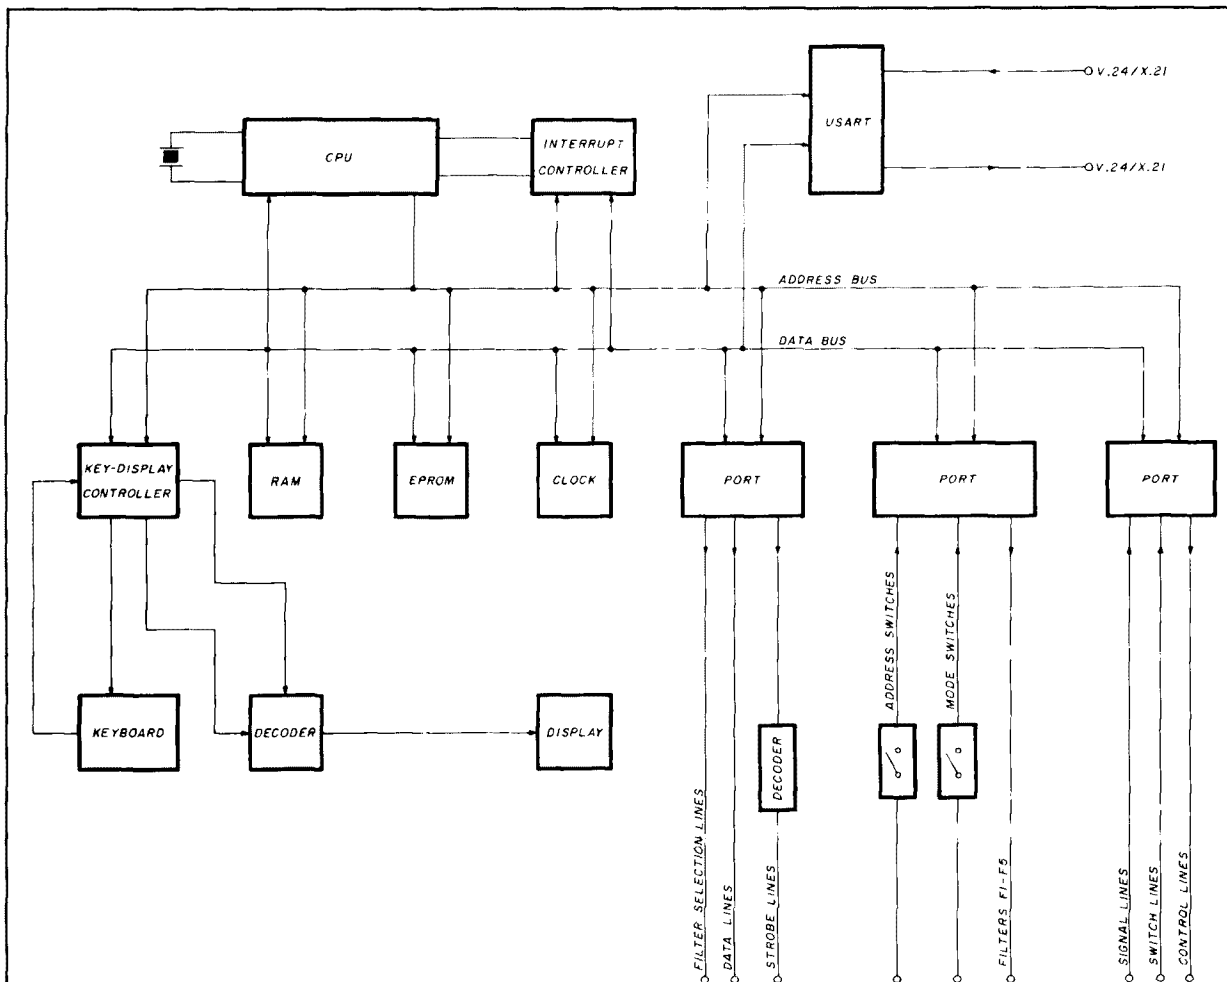 V.24/X.21
USART
V.24/X.21
CPU
INTERRUPT
CONTROLLER
ADDRESS BUS
DATA BUS
KEY-DISPLAY
CONTROLLER
RAM
EPROM
CLOCK
PORT
PORT
PORT
ADDRESS SWITCHES
MODE SWITCHES
KEYBOARD
DECODER
DISPLAY
DECODER
FILTER SELECTION LINES
DATA LINES
STROBE LINES
FILTERS F1-F5
SIGNAL LINES
SWITCH LINES
CONTROL LINES